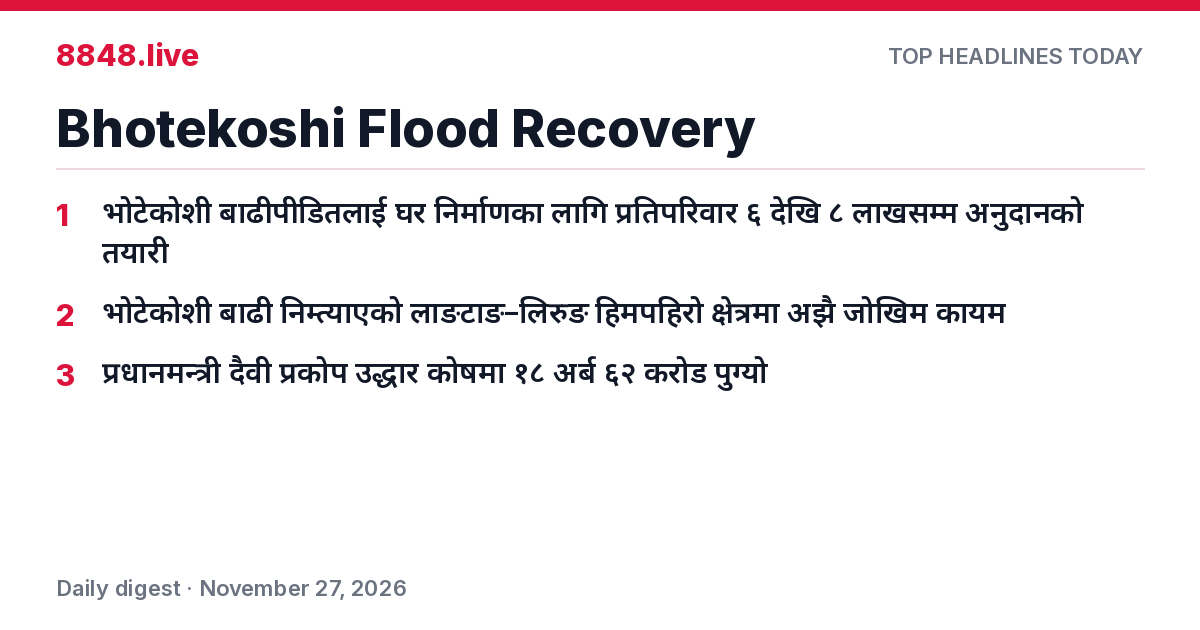 8848.live
TOP HEADLINES TODAY
Bhotekoshi Flood Recovery
1 भोटेकोशी बाढीपीडितलाई घर निर्माणका लागि प्रतिपरिवार ६ देखि ८ लाखसम्म अनुदानको
तयारी
2 भोटेकोशी बाढी निम्त्याएको लाङटाङ–लिरुङ हिमपहिरो क्षेत्रमा अझै जोखिम कायम
3 प्रधानमन्त्री दैवी प्रकोप उद्धार कोषमा १८ अर्ब ६२ करोड पुग्यो
Daily digest · November 27, 2026